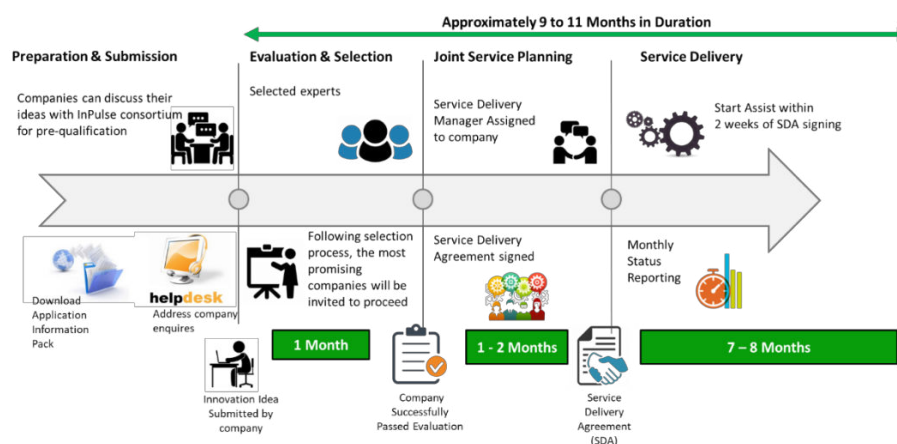 Approximately 9 to 11 Months in Duration
Preparation & Submission
Evaluation & Selection
Joint Service Planning
Service Delivery
Companies can discuss their
ideas with InPulse consortium
for pre-qualification
Selected experts
Service Delivery
Manager Assigned
to company
Start Assist within
2 weeks of SDA signing
Download
Application
Information
Pack
helpdesk
Address company
enquires
Following selection
process, the most
promising
companies will be
invited to proceed
Service Delivery
Agreement signed
Monthly
Status
Reporting
1 Month
1 - 2 Months
7 – 8 Months
Innovation Idea
Submitted by
company
Company
Successfully
Passed Evaluation
Service
Delivery
Agreement
(SDA)